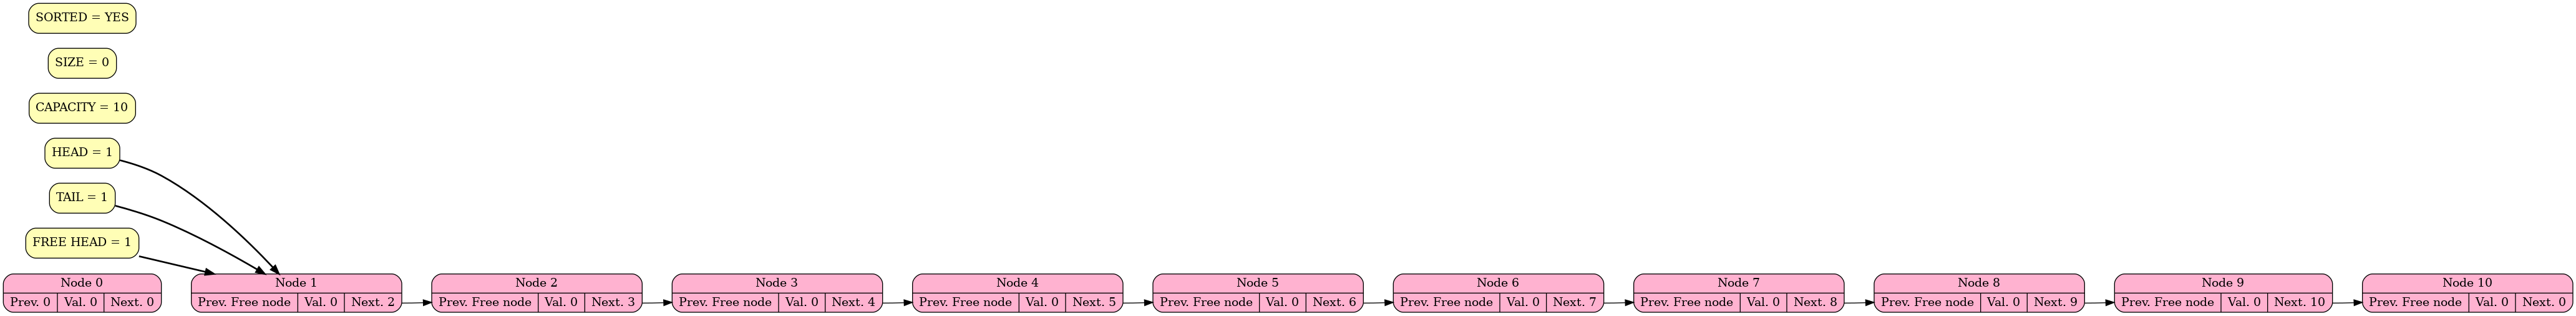 SORTED = YES
SIZE = 0
CAPACITY = 10
HEAD = 1
TAIL = 1
FREE HEAD = 1
Node 0
Prev. 0 Val. 0 Next. 0
Node 1
Prev. Free node Val. 0 Next. 2
Node 2
Prev. Free node Val. 0 Next. 3
Node 3
Prev. Free node Val. 0 Next. 4
Node 4
Prev. Free node Val. 0 Next. 5
Node 5
Prev. Free node Val. 0 Next. 6
Node 6
Prev. Free node Val. 0 Next. 7
Node 7
Prev. Free node Val. 0 Next. 8
Node 8
Prev. Free node Val. 0 Next. 9
Node 9
Prev. Free node Val. 0 Next. 10
Node 10
Prev. Free node Val. 0 Next. 0